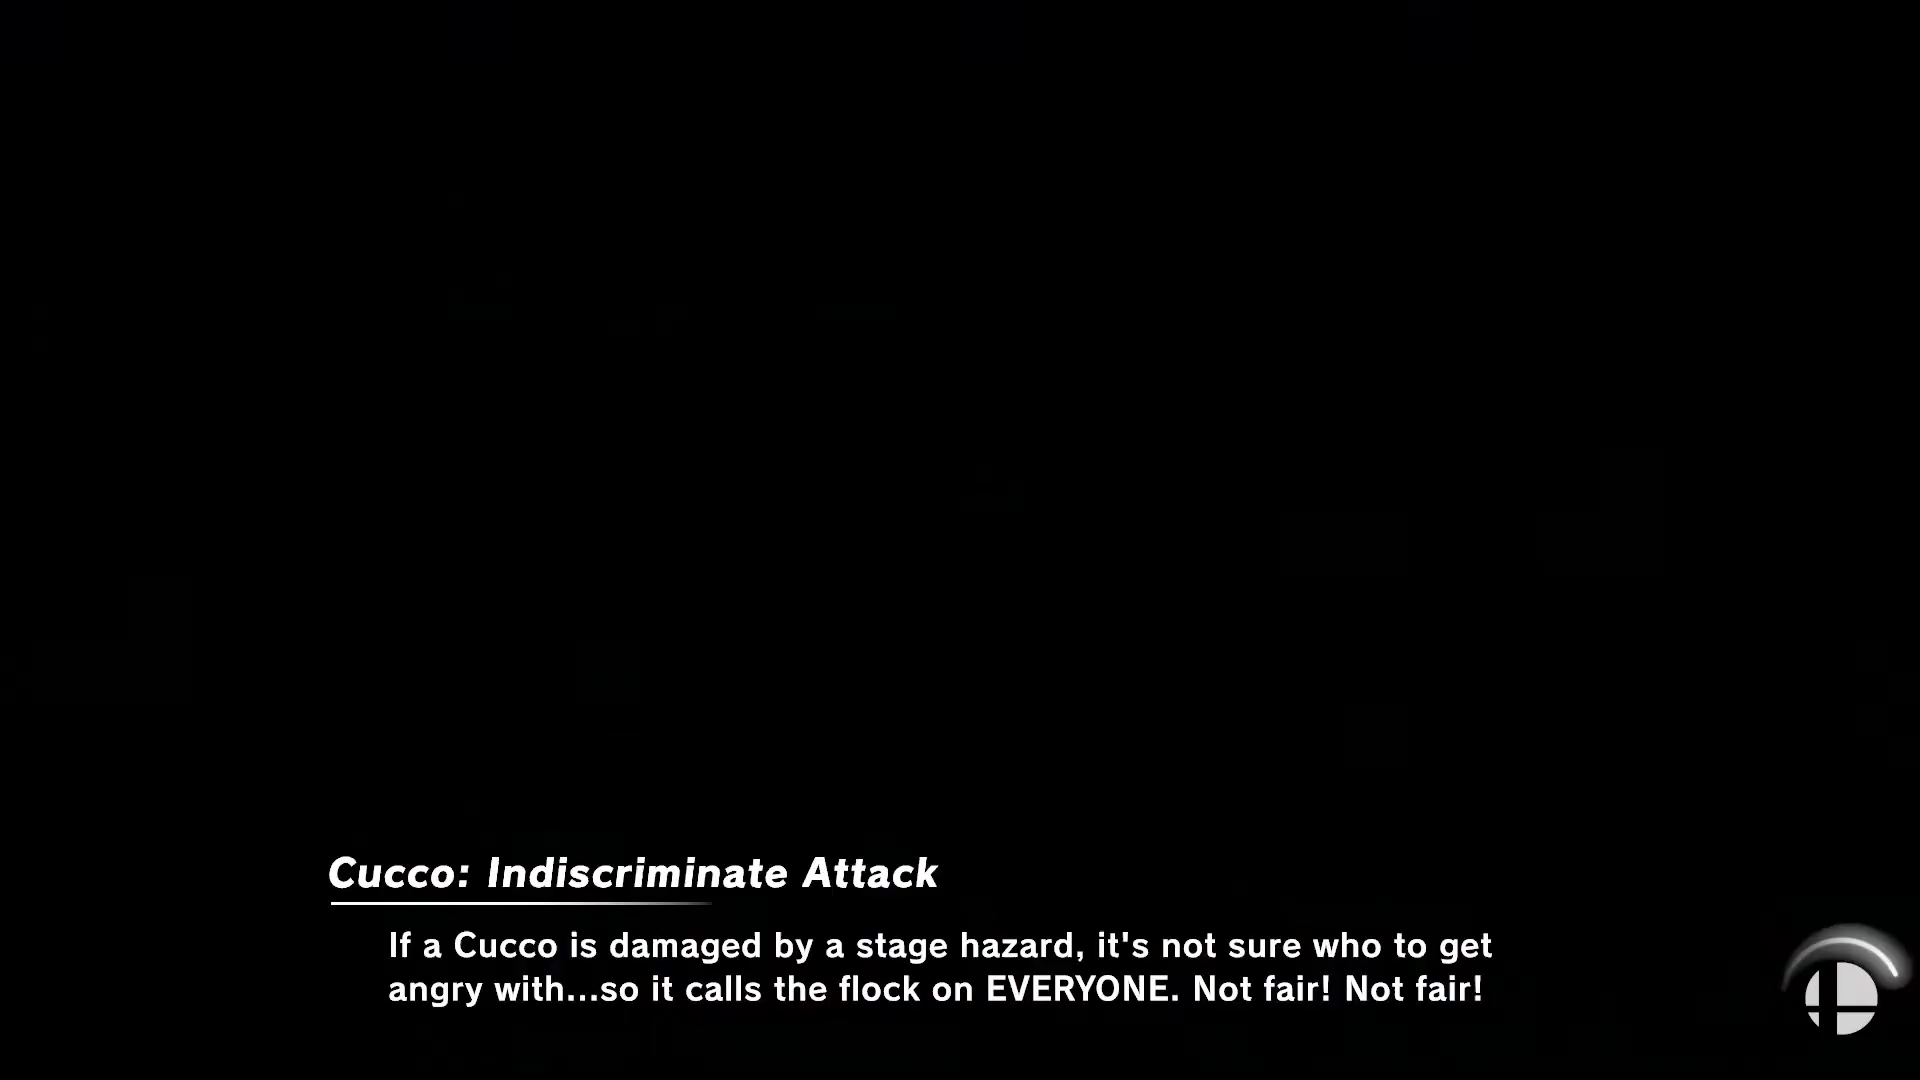 Cucco: Indiscriminate Attack
If a Cucco is damaged by a stage hazard, it's not sure who to get
angry with...so it calls the flock on EVERYONE. Not fair! Not fair!